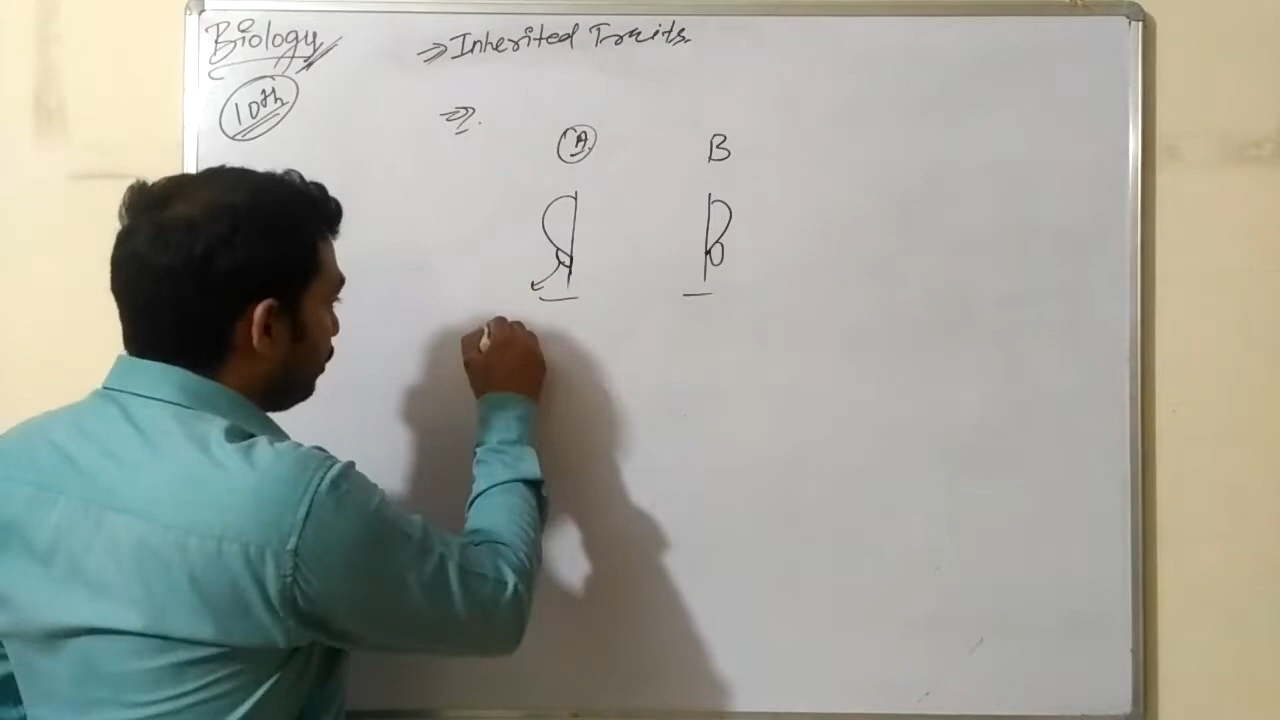 Biology
⇒ Inherited Traits.
10th
A B